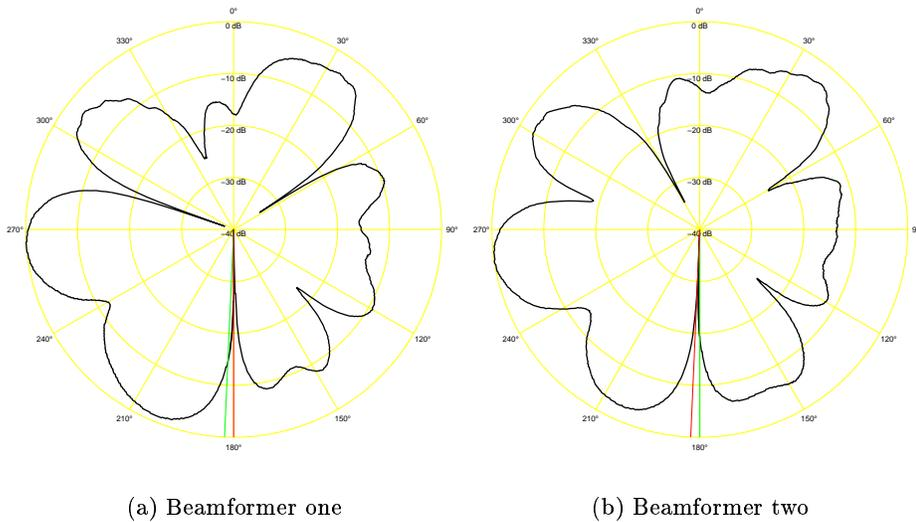 0° 0°
0 dB 0 dB
330° 30° 330° 30°
−10 dB −10 dB
300° 60° 300° 60°
−20 dB −20 dB
−30 dB −30 dB
270° −40 dB 90° 270° −40 dB 9
240° 120° 240° 120°
210° 150° 210° 150°
180° 180°
(a) Beamformer one (b) Beamformer two